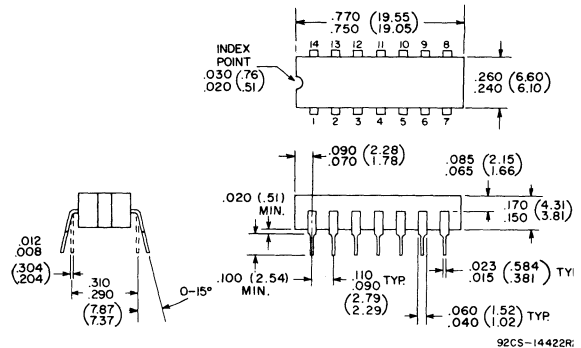 .770 (19.55)
.750 (19.05)
INDEX
POINT
.030 (.76)
.020 (.51)
14 13 12 11 10 9 8
1 2 3 4 5 6 7
.260 (6.60)
.240 (6.10)
.090 (2.28)
.070 (1.78)
.085 (2.15)
.065 (1.66)
.020 (.51)
MIN.
.170 (4.31)
.150 (3.81)
.012
.008
(.304)
(.204)
.310
.290
(7.87)
(7.37)
0-15°
.100 (2.54)
MIN.
.110 TYP.
.090
(2.79)
(2.29)
.023 (.584) TY
.015 (.381)
.060 (1.52) TYP.
.040 (1.02)
92CS-14422R